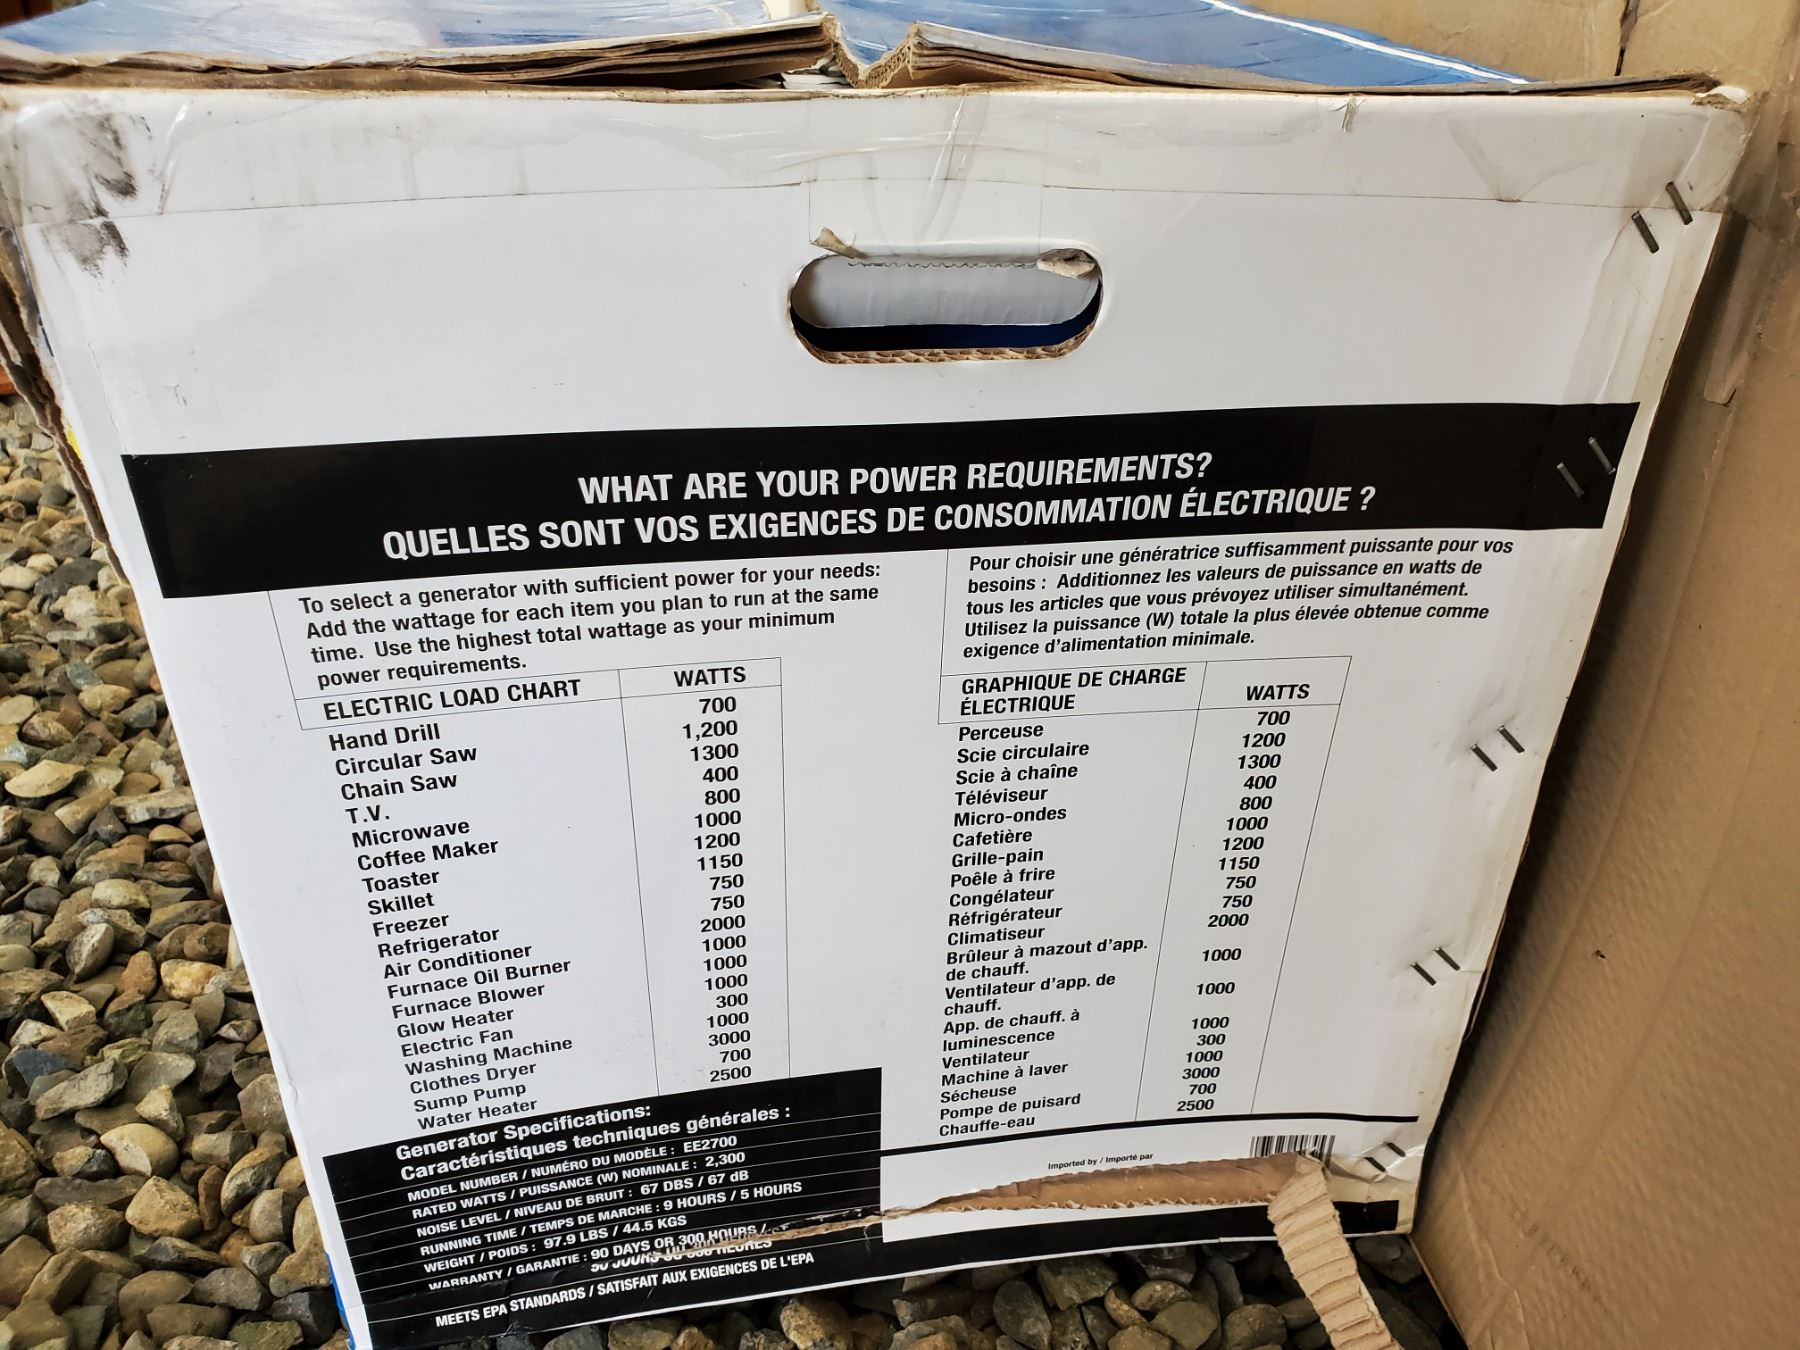 WHAT ARE YOUR POWER REQUIREMENTS?
QUELLES SONT VOS EXIGENCES DE CONSOMMATION ÉLECTRIQUE ?
To select a generator with sufficient power for your needs:
Add the wattage for each item you plan to run at the same
time. Use the highest total wattage as your minimum
power requirements.
ELECTRIC LOAD CHART WATTS
Hand Drill 700
Circular Saw 1,200
Chain Saw 1300
T.V. 400
Microwave 800
Coffee Maker 1000
Toaster 1200
Skillet 1150
Freezer 750
Refrigerator 750
Air Conditioner 2000
Furnace Oil Burner 1000
Furnace Blower 1000
Glow Heater 1000
Electric Fan 300
Washing Machine 1000
Clothes Dryer 3000
Sump Pump 700
Water Heater 2500
Generator Specifications:
Caractéristiques techniques générales :
MODEL NUMBER / NUMÉRO DU MODÈLE : EE2700
RATED WATTS / PUISSANCE (W) NOMINALE : 2,300
NOISE LEVEL / NIVEAU DE BRUIT : 67 DBS / 67 dB
RUNNING TIME / TEMPS DE MARCHE : 9 HOURS / 5 HOURS
WEIGHT / POIDS : 97.9 LBS / 44.5 KGS
WARRANTY / GARANTIE : 90 DAYS OR 300 HOURS /
90 JOURS OU 300 HEURES
MEETS EPA STANDARDS / SATISFAIT AUX EXIGENCES DE L'EPA
Pour choisir une génératrice suffisamment puissante pour vos
besoins : Additionnez les valeurs de puissance en watts de
tous les articles que vous prévoyez utiliser simultanément.
Utilisez la puissance (W) totale la plus élevée obtenue comme
exigence d'alimentation minimale.
GRAPHIQUE DE CHARGE
ÉLECTRIQUE WATTS
Perceuse 700
Scie circulaire 1200
Scie à chaîne 1300
Téléviseur 400
Micro-ondes 800
Cafetière 1000
Grille-pain 1200
Poêle à frire 1150
Congélateur 750
Réfrigérateur 750
Climatiseur 2000
Brûleur à mazout d'app.
de chauff. 1000
Ventilateur d'app. de
chauff. 1000
App. de chauff. à
luminescence 1000
Ventilateur 300
Machine à laver 1000
Sécheuse 3000
Pompe de puisard 700
Chauffe-eau 2500
Imported by / Importé par